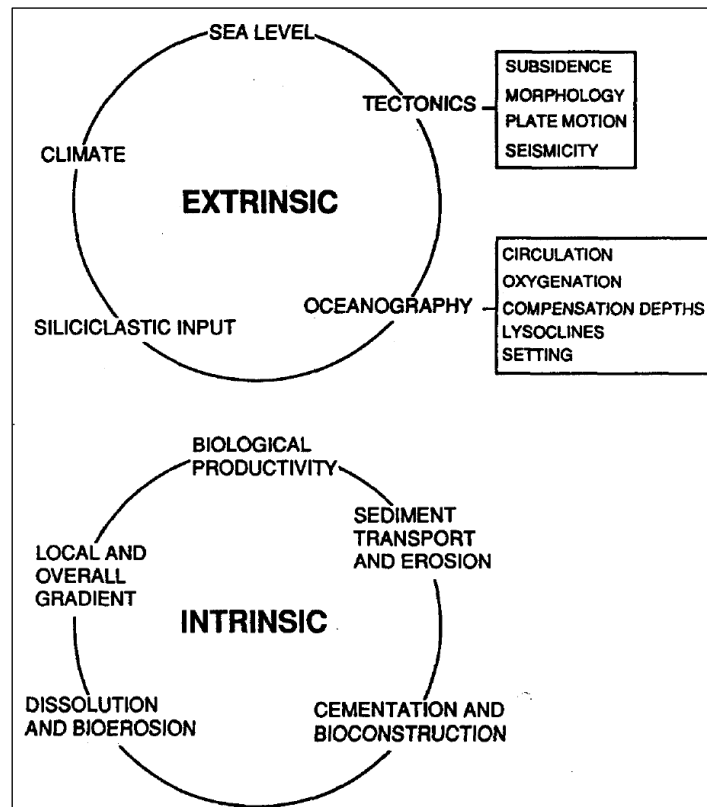 SEA LEVEL
TECTONICS
SUBSIDENCE
MORPHOLOGY
PLATE MOTION
SEISMICITY
CLIMATE
EXTRINSIC
SILICICLASTIC INPUT
OCEANOGRAPHY
CIRCULATION
OXYGENATION
COMPENSATION DEPTHS
LYSOCLINES
SETTING
BIOLOGICAL
PRODUCTIVITY
SEDIMENT
TRANSPORT
AND EROSION
LOCAL AND
OVERALL
GRADIENT
INTRINSIC
DISSOLUTION
AND BIOEROSION
CEMENTATION AND
BIOCONSTRUCTION